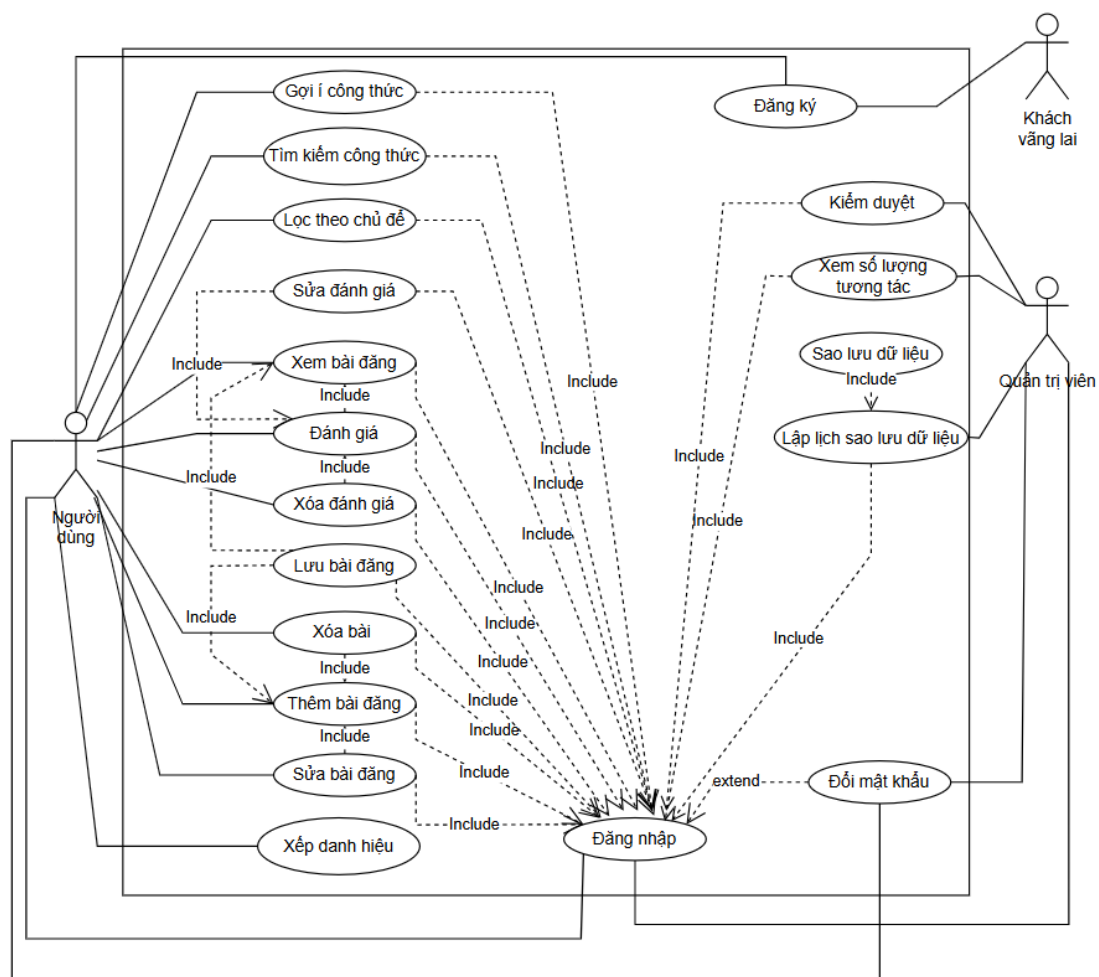 Gợi í công thức
Đăng ký
Khách
vãng lai
Tìm kiếm công thức
Kiểm duyệt
Lọc theo chủ để
Xem số lượng
tương tác
Sửa đánh giá
Quản trị viên
Include
Xem bài đăng
Include
Sao lưu dữ liệu
Include
Include
Đánh giá
Lập lịch sao lưu dữ liệu
Include
Include
Include
Include
Include
Xóa đánh giá
Người
dùng
Include
Include
Lưu bài đăng
Include
Include
Xóa bài
Include
Include
Include
Include
Thêm bài đăng
Include
Include
Include
Include
Sửa bài đăng
extend
Đổi mật khẩu
Include
Xếp danh hiệu
Đăng nhập